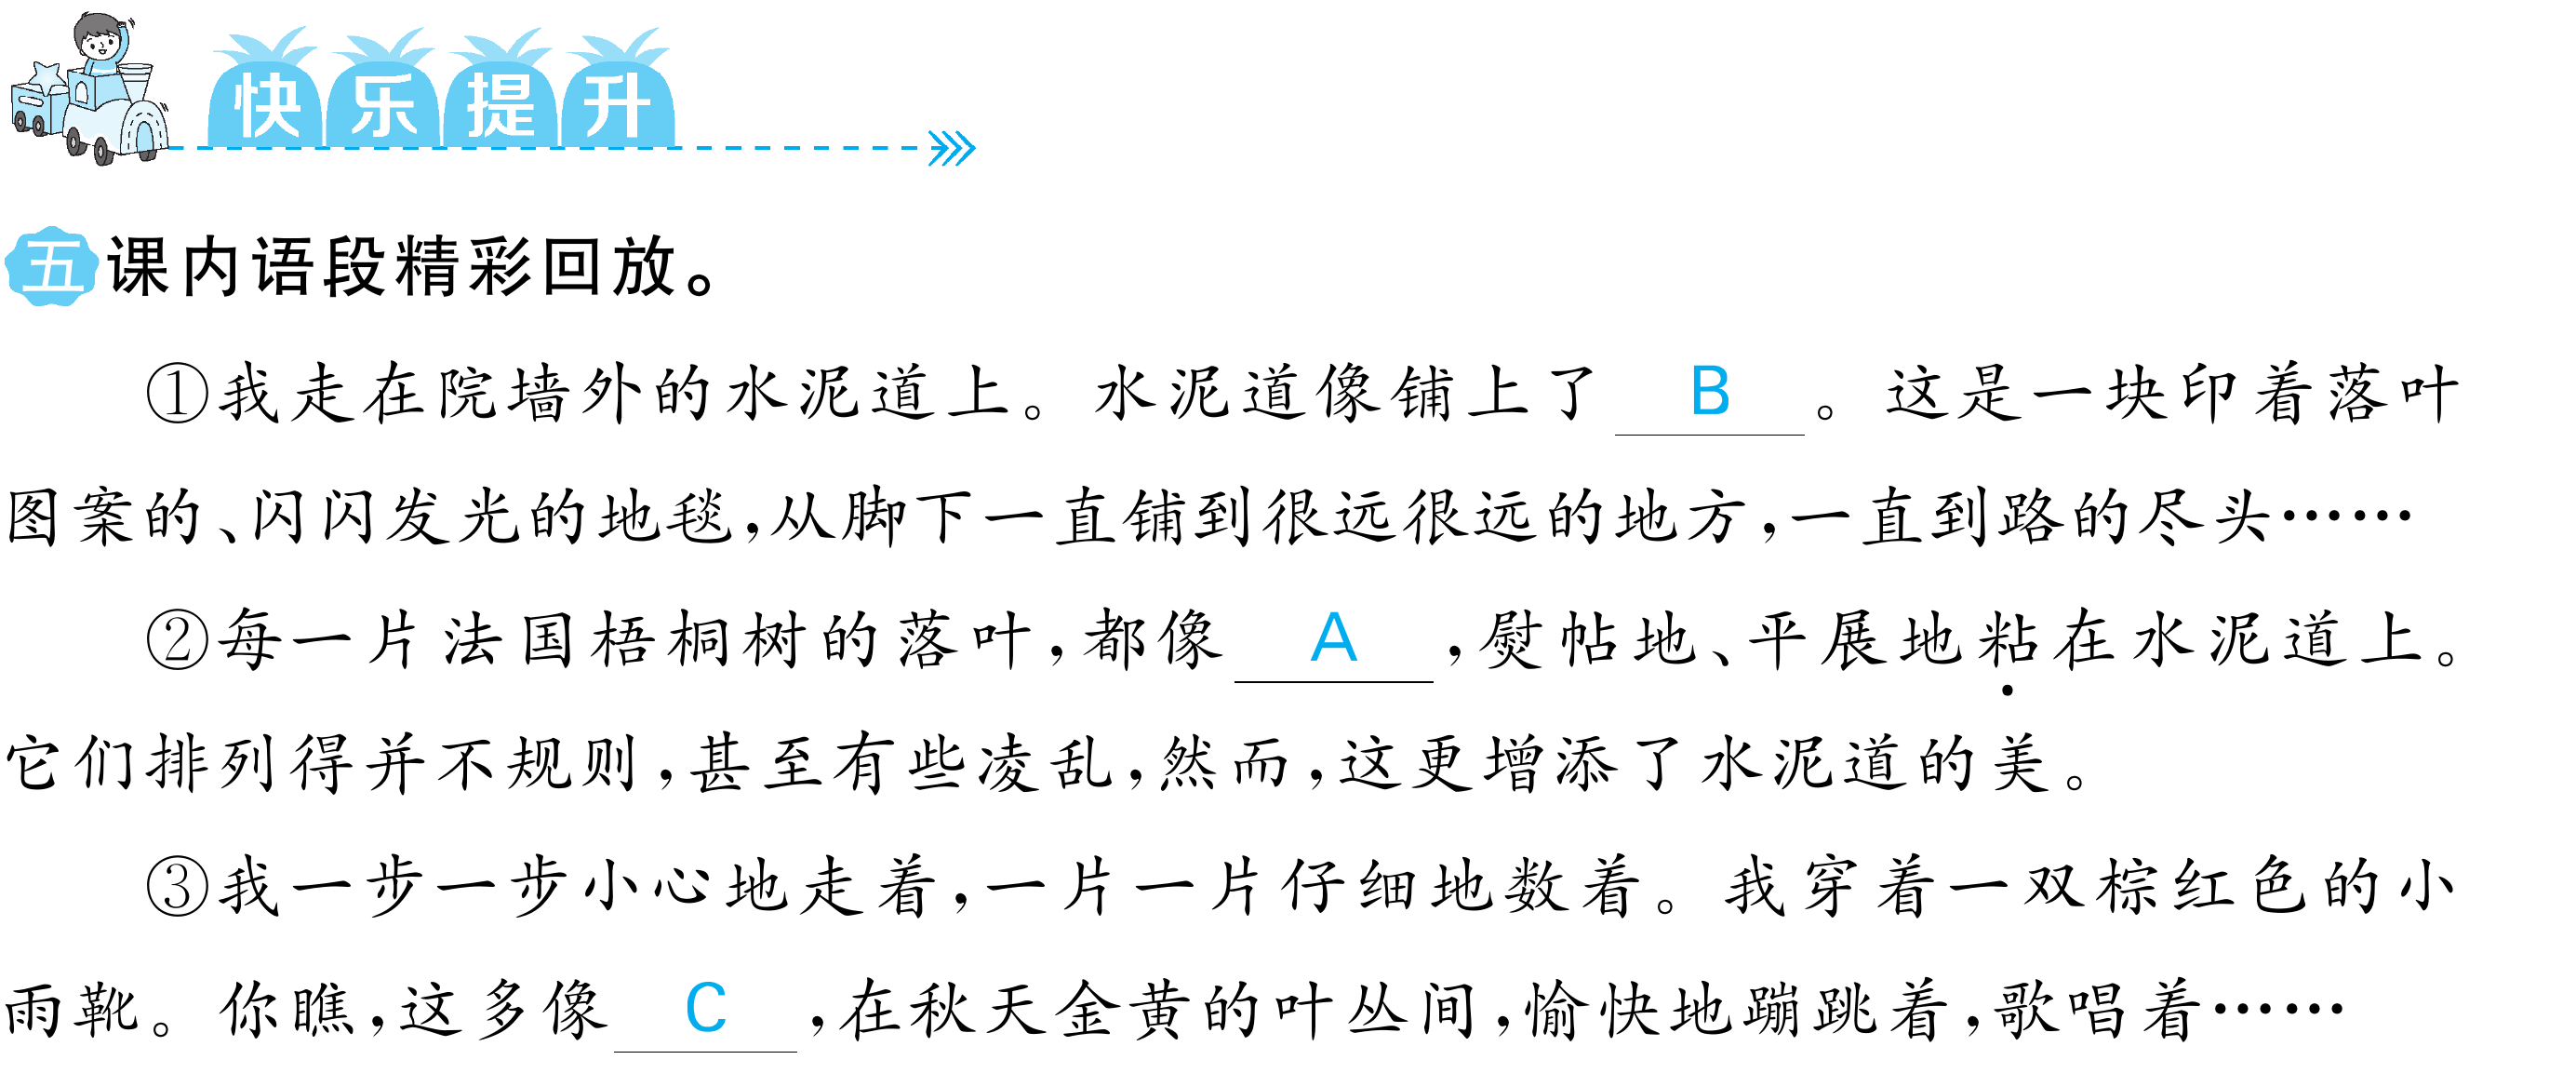 快乐提升
五 课内语段精彩回放。
①我走在院墙外的水泥道上。水泥道像铺上了 B 。这是一块印着落叶
图案的、闪闪发光的地毯,从脚下一直铺到很远很远的地方,一直到路的尽头……
②每一片法国梧桐树的落叶,都像 A ,熨帖地、平展地粘在水泥道上。
它们排列得并不规则,甚至有些凌乱,然而,这更增添了水泥道的美。
③我一步一步小心地走着,一片一片仔细地数着。我穿着一双棕红色的小
雨靴。你瞧,这多像 C ,在秋天金黄的叶丛间,愉快地蹦跳着,歌唱着……